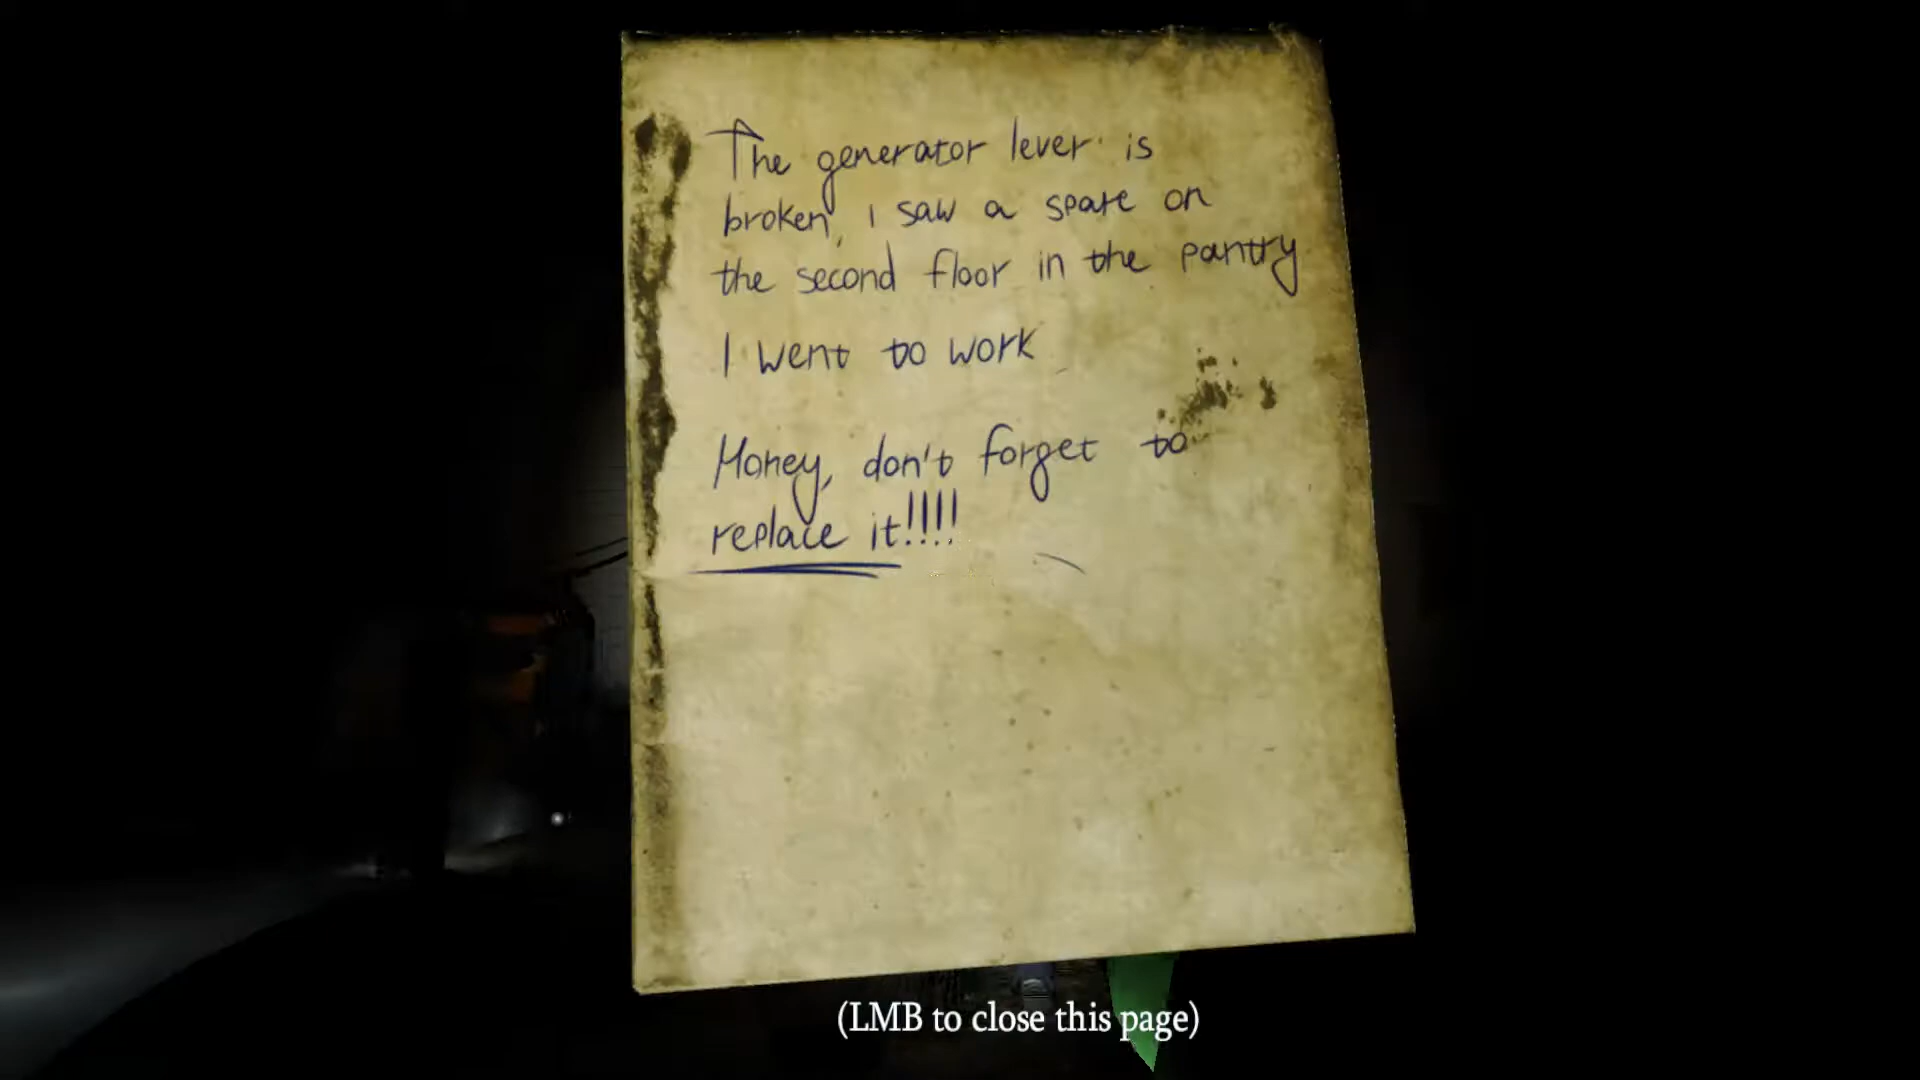 The generator lever is
broken, i saw a spare on
the second floor in the pantry
I went to work
Honey, don't forget to
replace it!!!!
(LMB to close this page)